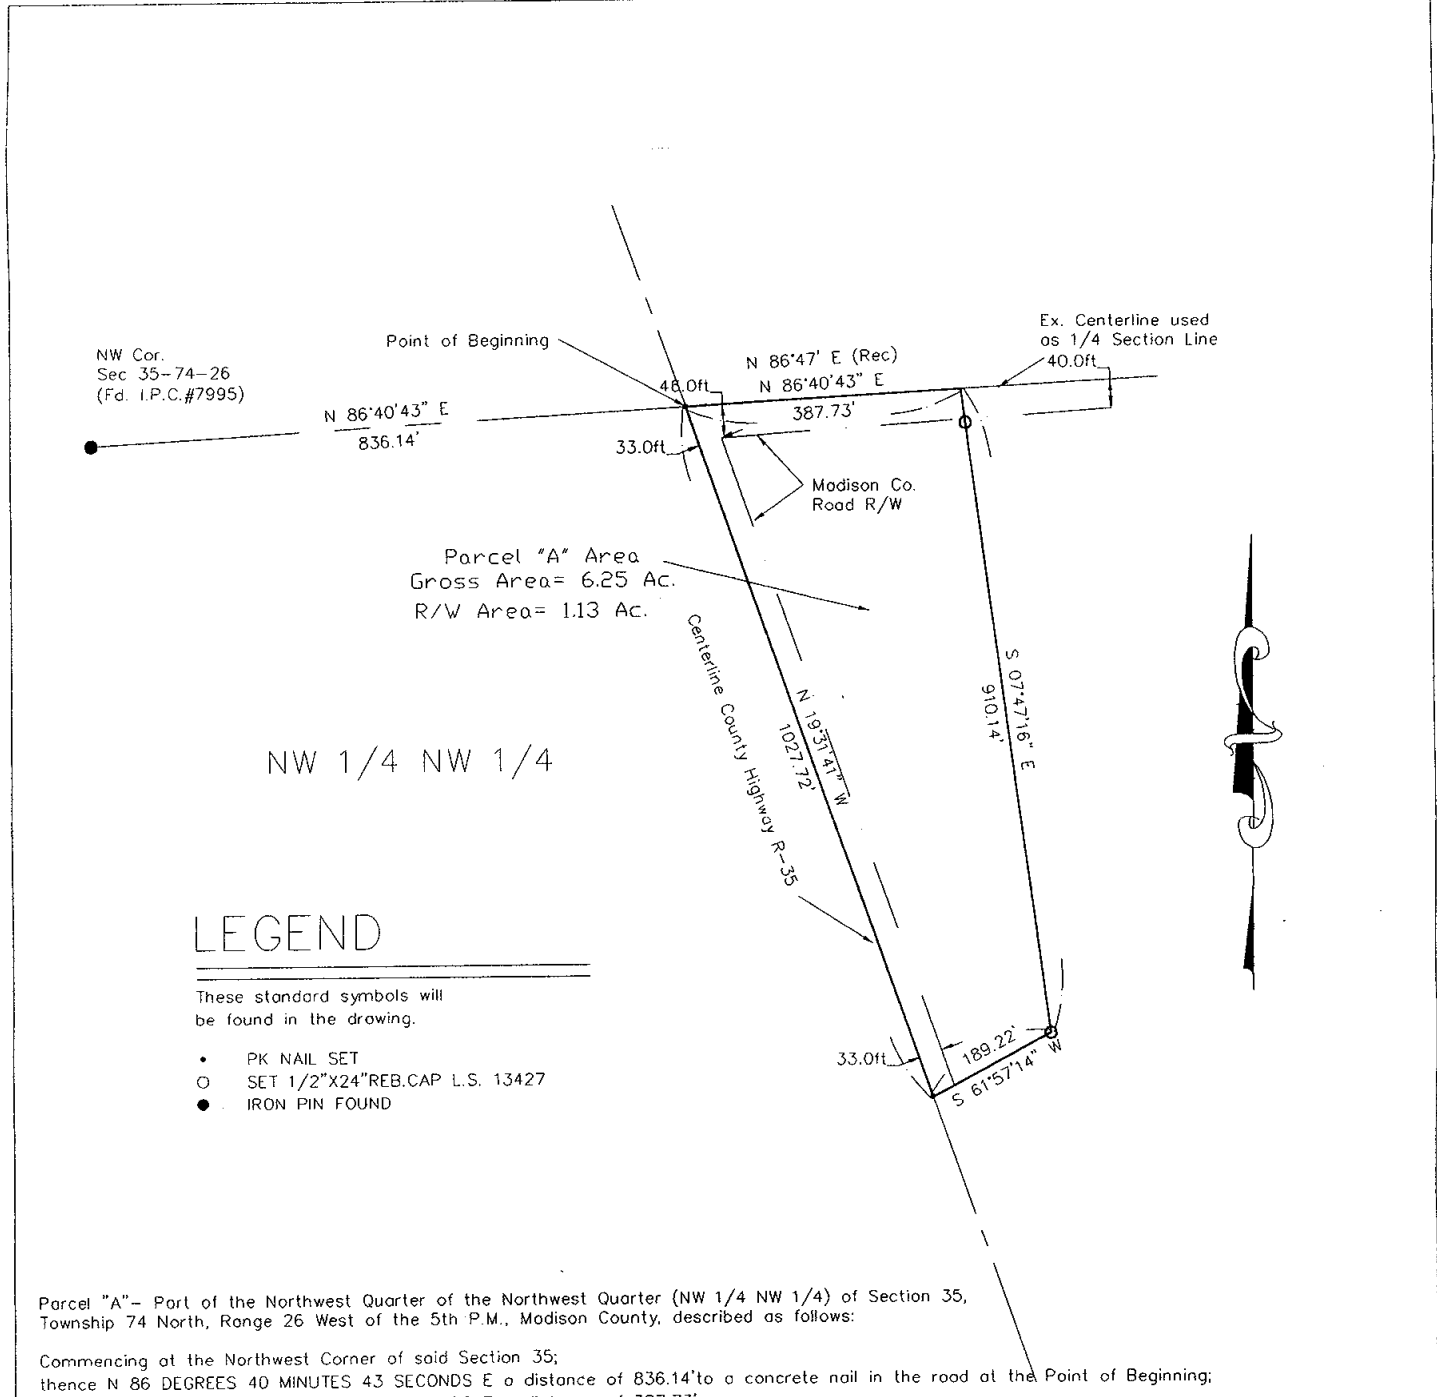 Ex. Centerline used
as 1/4 Section Line
40.0ft
Point of Beginning
N 86°47' E (Rec)
N 86°40'43" E
387.73'
NW Cor.
Sec 35-74-26
(Fd. I.P.C.#7995)
N 86°40'43" E
836.14'
33.0ft
Madison Co.
Road R/W
Parcel "A" Area
Gross Area= 6.25 Ac.
R/W Area= 1.13 Ac.
Centerline County Highway R-35
N 19°31'41" W
1027.72'
S 07°47'16" E
910.14'
NW 1/4 NW 1/4
LEGEND
These standard symbols will
be found in the drawing.
PK NAIL SET
SET 1/2"X24"REB.CAP L.S. 13427
IRON PIN FOUND
33.0ft
189.22'
S 61°57'14" W
Parcel "A"- Part of the Northwest Quarter of the Northwest Quarter (NW 1/4 NW 1/4) of Section 35,
Township 74 North, Range 26 West of the 5th P.M., Madison County, described as follows:
Commencing at the Northwest Corner of said Section 35;
thence N 86 DEGREES 40 MINUTES 43 SECONDS E a distance of 836.14'to a concrete nail in the road at the Point of Beginning;